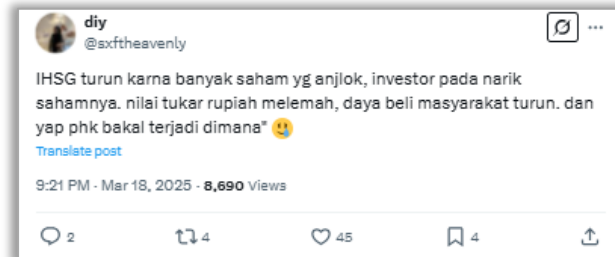 diy
@sxftheavenly
IHSG turun karna banyak saham yg anjlok, investor pada narik
sahamnya. nilai tukar rupiah melemah, daya beli masyarakat turun. dan
yap phk bakal terjadi dimana" 🥲
Translate post
9:21 PM · Mar 18, 2025 · 8,690 Views
2 4 45 4